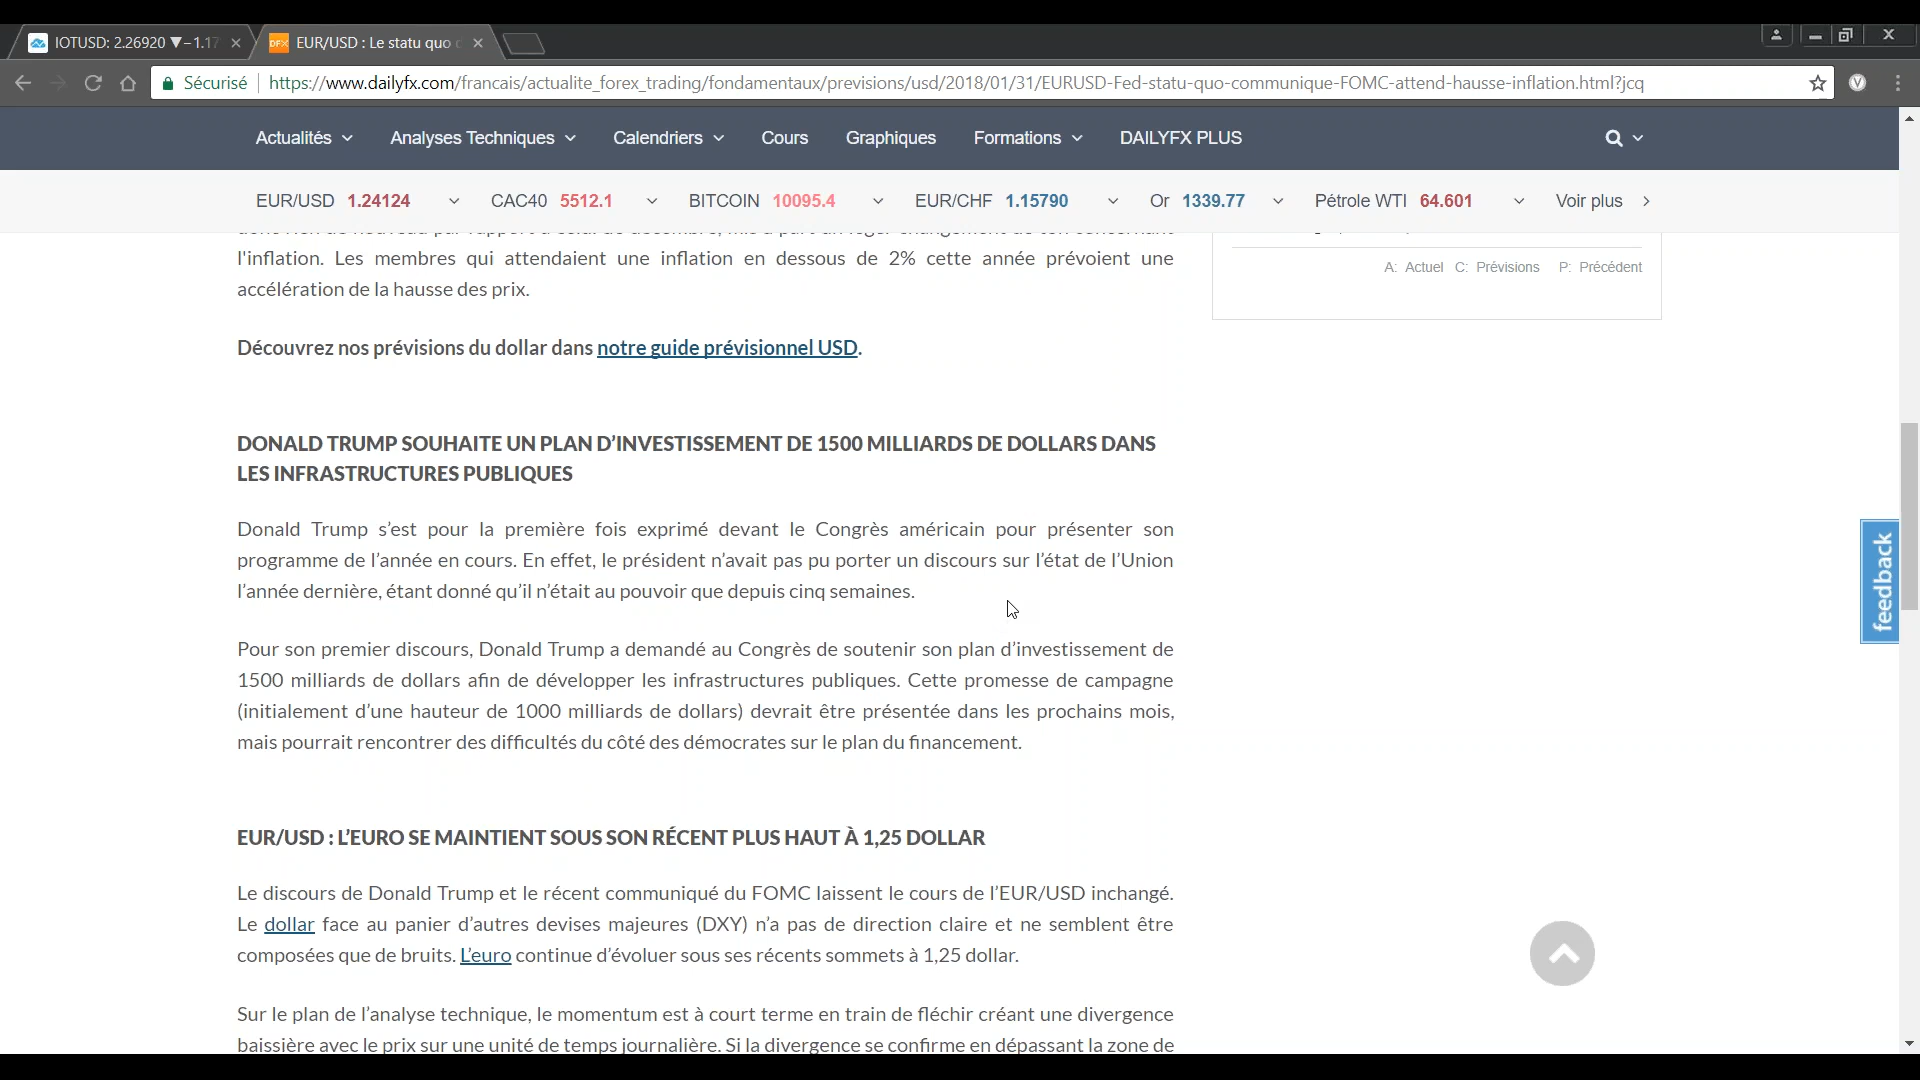 IOTUSD: 2.26920 ▼−1.17
EUR/USD : Le statu quo
Sécurisé https://www.dailyfx.com/francais/actualite_forex_trading/fondamentaux/previsions/usd/2018/01/31/EURUSD-Fed-statu-quo-communique-FOMC-attend-hausse-inflation.html?jcq
V
Actualités Analyses Techniques Calendriers Cours Graphiques Formations DAILYFX PLUS
EUR/USD 1.24124 CAC40 5512.1 BITCOIN 10095.4 EUR/CHF 1.15790 Or 1339.77 Pétrole WTI 64.601 Voir plus
l'inflation. Les membres qui attendaient une inflation en dessous de 2% cette année prévoient une
accélération de la hausse des prix.
A: Actuel C: Prévisions P: Précédent
Découvrez nos prévisions du dollar dans notre guide prévisionnel USD.
DONALD TRUMP SOUHAITE UN PLAN D’INVESTISSEMENT DE 1500 MILLIARDS DE DOLLARS DANS
LES INFRASTRUCTURES PUBLIQUES
Donald Trump s’est pour la première fois exprimé devant le Congrès américain pour présenter son
programme de l’année en cours. En effet, le président n’avait pas pu porter un discours sur l’état de l’Union
l’année dernière, étant donné qu’il n’était au pouvoir que depuis cinq semaines.
Pour son premier discours, Donald Trump a demandé au Congrès de soutenir son plan d’investissement de
1500 milliards de dollars afin de développer les infrastructures publiques. Cette promesse de campagne
(initialement d’une hauteur de 1000 milliards de dollars) devrait être présentée dans les prochains mois,
mais pourrait rencontrer des difficultés du côté des démocrates sur le plan du financement.
feedback
EUR/USD : L’EURO SE MAINTIENT SOUS SON RÉCENT PLUS HAUT À 1,25 DOLLAR
Le discours de Donald Trump et le récent communiqué du FOMC laissent le cours de l’EUR/USD inchangé.
Le dollar face au panier d’autres devises majeures (DXY) n’a pas de direction claire et ne semblent être
composées que de bruits. L’euro continue d’évoluer sous ses récents sommets à 1,25 dollar.
Sur le plan de l’analyse technique, le momentum est à court terme en train de fléchir créant une divergence
baissière avec le prix sur une unité de temps journalière. Si la divergence se confirme en dépassant la zone de